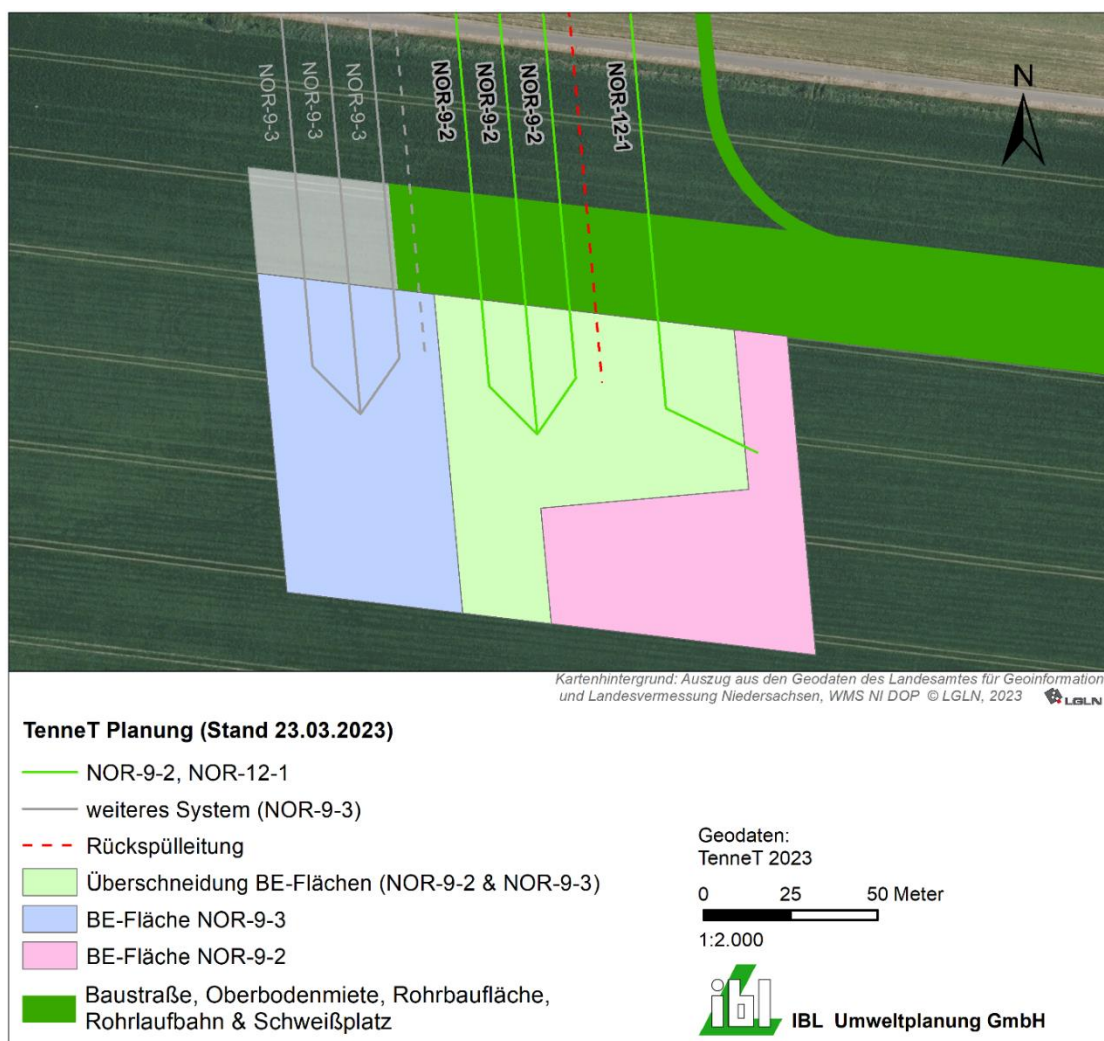 NOR-9-3
NOR-9-3
NOR-9-3
NOR-9-2
NOR-9-2
NOR-9-2
NOR-12-1
N
Kartenhintergrund: Auszug aus den Geodaten des Landesamtes für Geoinformation
und Landesvermessung Niedersachsen, WMS NI DOP © LGLN, 2023
LGLN
TenneT Planung (Stand 23.03.2023)
NOR-9-2, NOR-12-1
weiteres System (NOR-9-3)
Rückspülleitung
Überschneidung BE-Flächen (NOR-9-2 & NOR-9-3)
BE-Fläche NOR-9-3
BE-Fläche NOR-9-2
Baustraße, Oberbodenmiete, Rohrbaufläche,
Rohrlaufbahn & Schweißplatz
Geodaten:
TenneT 2023
0 25 50 Meter
1:2.000
ibl IBL Umweltplanung GmbH